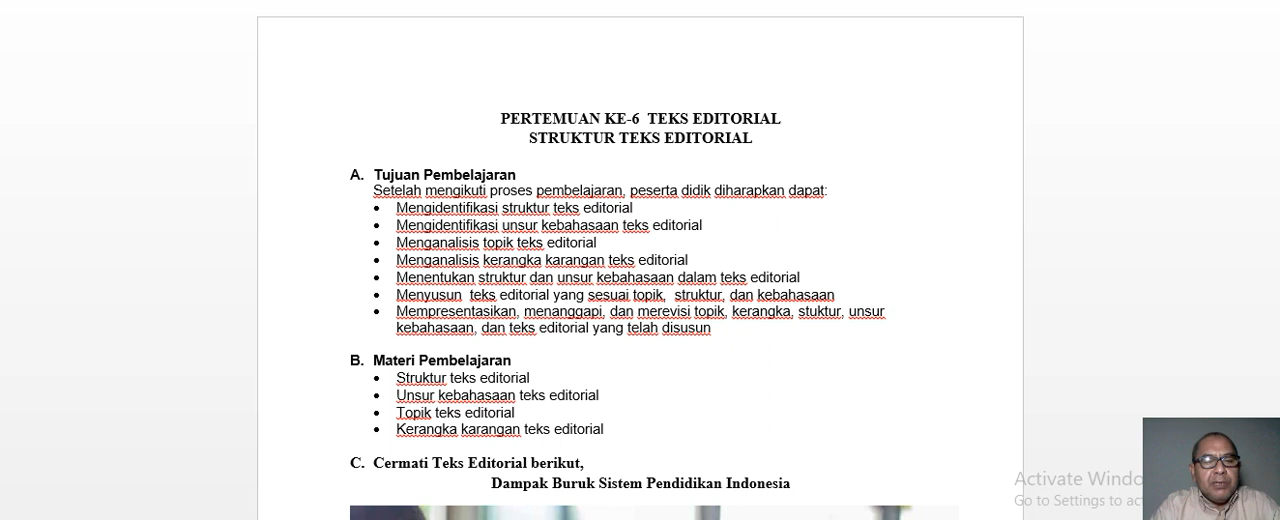 PERTEMUAN KE-6 TEKS EDITORIAL
STRUKTUR TEKS EDITORIAL
A. Tujuan Pembelajaran
Setelah mengikuti proses pembelajaran, peserta didik diharapkan dapat:
• Mengidentifikasi struktur teks editorial
• Mengidentifikasi unsur kebahasaan teks editorial
• Menganalisis topik teks editorial
• Menganalisis kerangka karangan teks editorial
• Menentukan struktur dan unsur kebahasaan dalam teks editorial
• Menyusun teks editorial yang sesuai topik, struktur, dan kebahasaan
• Mempresentasikan, menanggapi, dan merevisi topik, kerangka, stuktur, unsur
kebahasaan, dan teks editorial yang telah disusun
B. Materi Pembelajaran
• Struktur teks editorial
• Unsur kebahasaan teks editorial
• Topik teks editorial
• Kerangka karangan teks editorial
C. Cermati Teks Editorial berikut,
Dampak Buruk Sistem Pendidikan Indonesia
Activate Windo
Go to Settings to ac